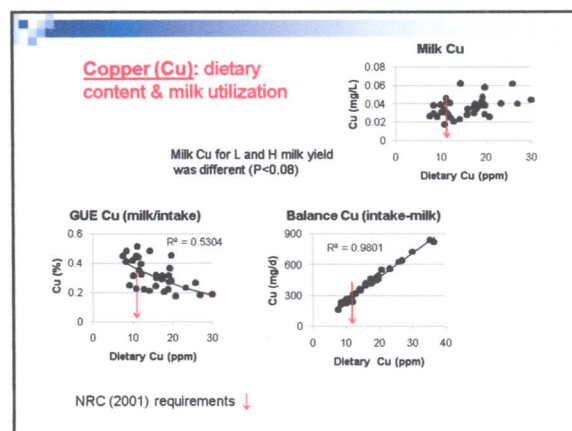 Copper (Cu): dietary
content & milk utilization
Milk Cu
Cu (mg/L)
0.08
0.06
0.04
0.02
0
0 10 20 30
Dietary Cu (ppm)
Milk Cu for L and H milk yield
was different (P<0.08)
GUE Cu (milk/intake)
Cu (%)
0.6
0.4
0.2
0
R² = 0.5304
0 10 20 30
Dietary Cu (ppm)
Balance Cu (intake-milk)
Cu (mg/d)
900
600
300
0
R² = 0.9801
0 10 20 30 40
Dietary Cu (ppm)
NRC (2001) requirements